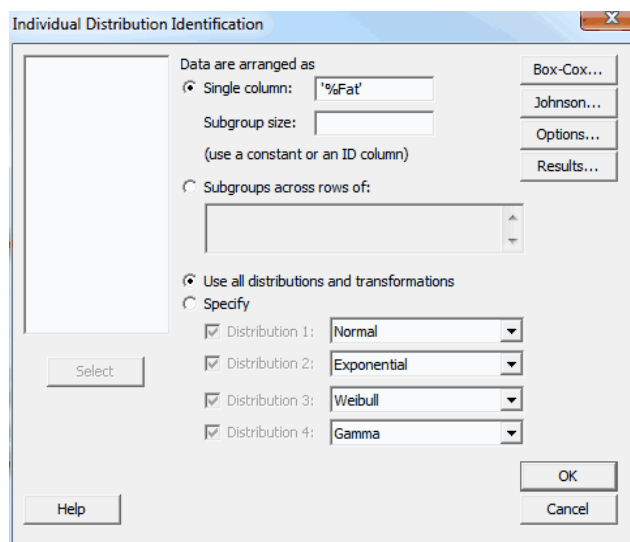 Individual Distribution Identification
Data are arranged as
Single column: '%Fat'
Subgroup size:
(use a constant or an ID column)
Subgroups across rows of:
Use all distributions and transformations
Specify
Distribution 1: Normal
Distribution 2: Exponential
Distribution 3: Weibull
Distribution 4: Gamma
Box-Cox...
Johnson...
Options...
Results...
Select
Help
OK
Cancel